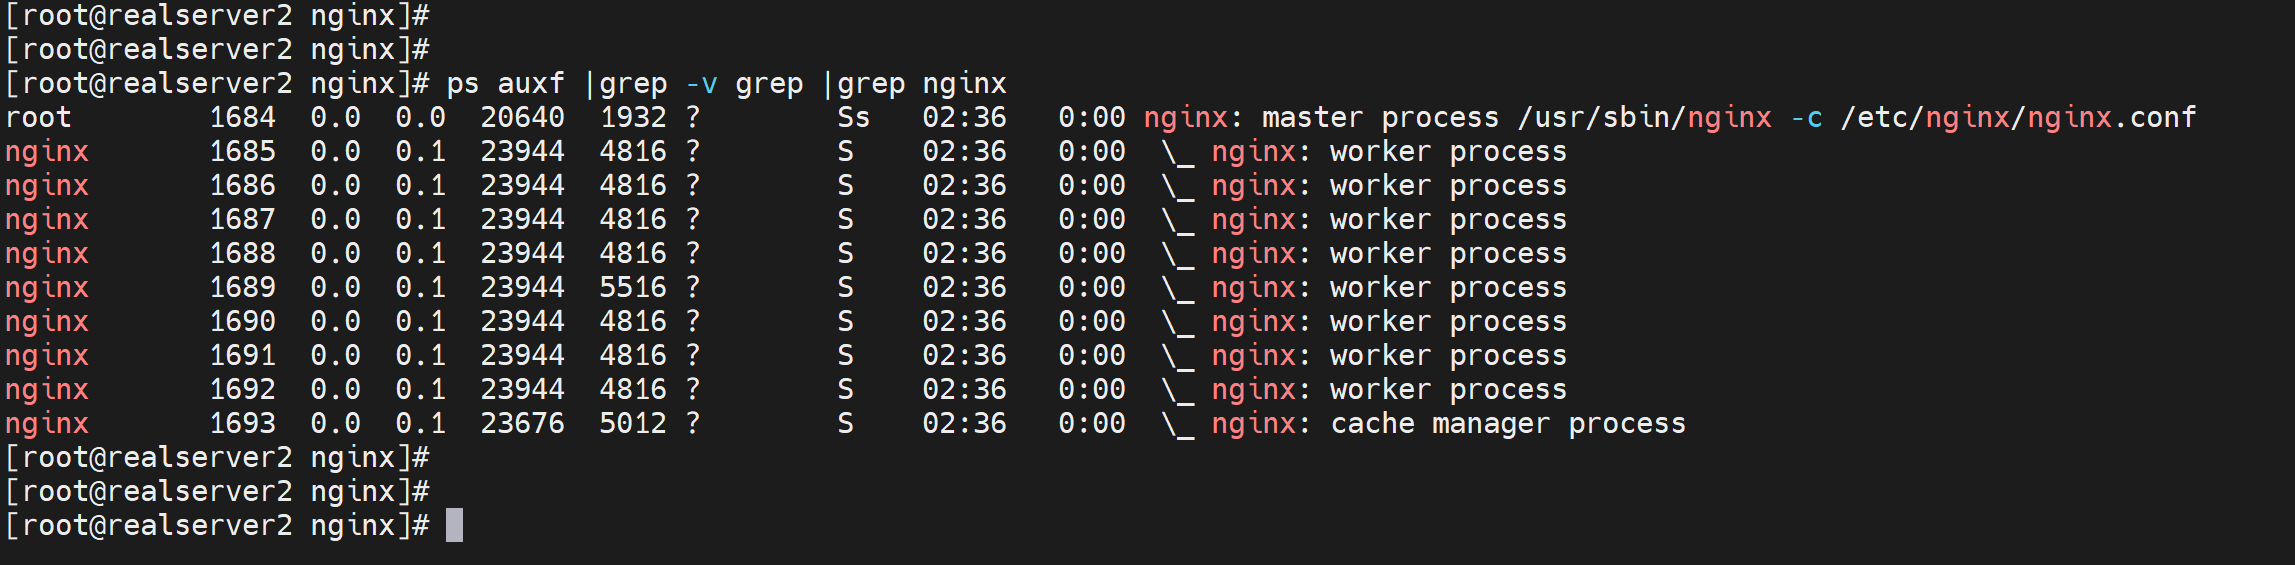 [root@realserver2 nginx]#
[root@realserver2 nginx]#
[root@realserver2 nginx]# ps auxf |grep -v grep |grep nginx
root        1684  0.0  0.0  20640  1932 ?        Ss   02:36   0:00 nginx: master process /usr/sbin/nginx -c /etc/nginx/nginx.conf
nginx       1685  0.0  0.1  23944  4816 ?        S    02:36   0:00  \_ nginx: worker process
nginx       1686  0.0  0.1  23944  4816 ?        S    02:36   0:00  \_ nginx: worker process
nginx       1687  0.0  0.1  23944  4816 ?        S    02:36   0:00  \_ nginx: worker process
nginx       1688  0.0  0.1  23944  4816 ?        S    02:36   0:00  \_ nginx: worker process
nginx       1689  0.0  0.1  23944  5516 ?        S    02:36   0:00  \_ nginx: worker process
nginx       1690  0.0  0.1  23944  4816 ?        S    02:36   0:00  \_ nginx: worker process
nginx       1691  0.0  0.1  23944  4816 ?        S    02:36   0:00  \_ nginx: worker process
nginx       1692  0.0  0.1  23944  4816 ?        S    02:36   0:00  \_ nginx: worker process
nginx       1693  0.0  0.1  23676  5012 ?        S    02:36   0:00  \_ nginx: cache manager process
[root@realserver2 nginx]#
[root@realserver2 nginx]#
[root@realserver2 nginx]#